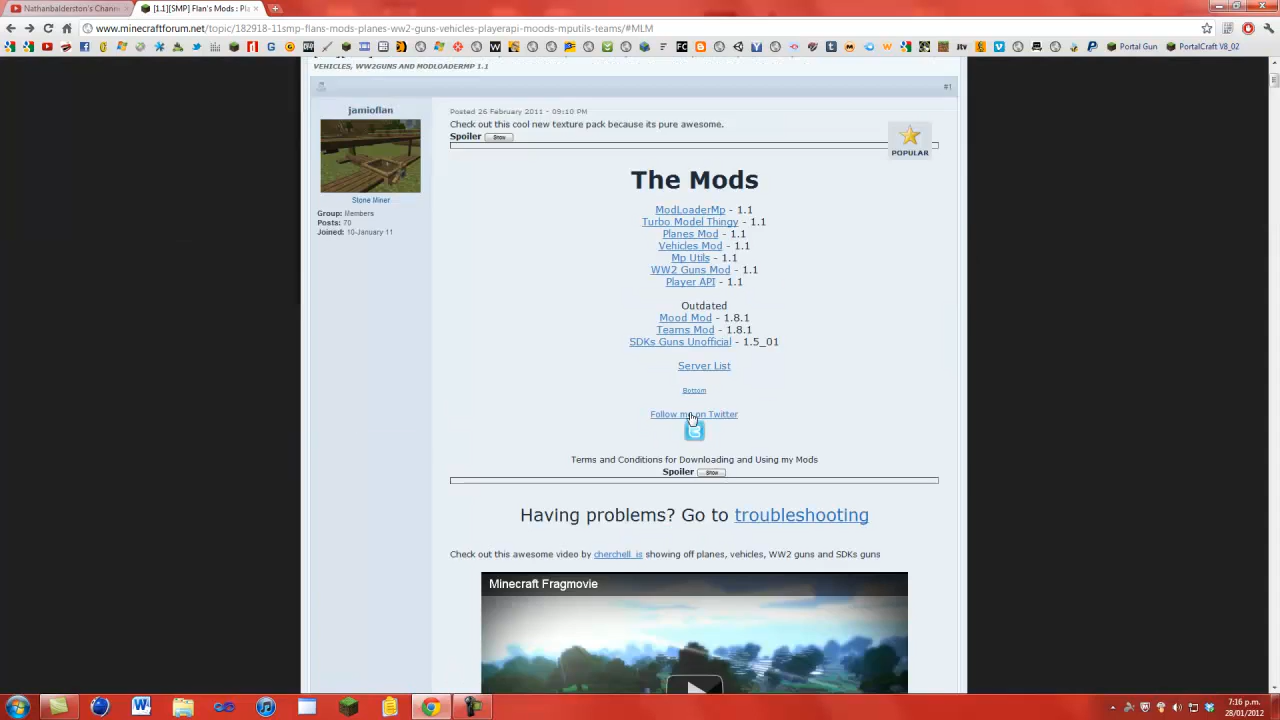 Nathanbalderston's Chann
[1.1][SMP] Flan's Mods : Pl
www.minecraftforum.net/topic/182918-11smp-flans-mods-planes-ww2-guns-vehicles-playerapi-moods-mputils-teams/#MLM
Portal Gun
PortalCraft V8_02
VEHICLES, WW2GUNS AND MODLOADERMP 1.1
#1
jamioflan
Stone Miner
Group: Members
Posts: 70
Joined: 10-January 11
Posted 26 February 2011 - 09:10 PM
Check out this cool new texture pack because its pure awesome.
Spoiler Show
POPULAR
The Mods
ModLoaderMp - 1.1
Turbo Model Thingy - 1.1
Planes Mod - 1.1
Vehicles Mod - 1.1
Mp Utils - 1.1
WW2 Guns Mod - 1.1
Player API - 1.1
Outdated
Mood Mod - 1.8.1
Teams Mod - 1.8.1
SDKs Guns Unofficial - 1.5_01
Server List
Bottom
Follow me on Twitter
Terms and Conditions for Downloading and Using my Mods
Spoiler Show
Having problems? Go to troubleshooting
Check out this awesome video by cherchell_is showing off planes, vehicles, WW2 guns and SDKs guns
Minecraft Fragmovie
7:16 p.m.
28/01/2012